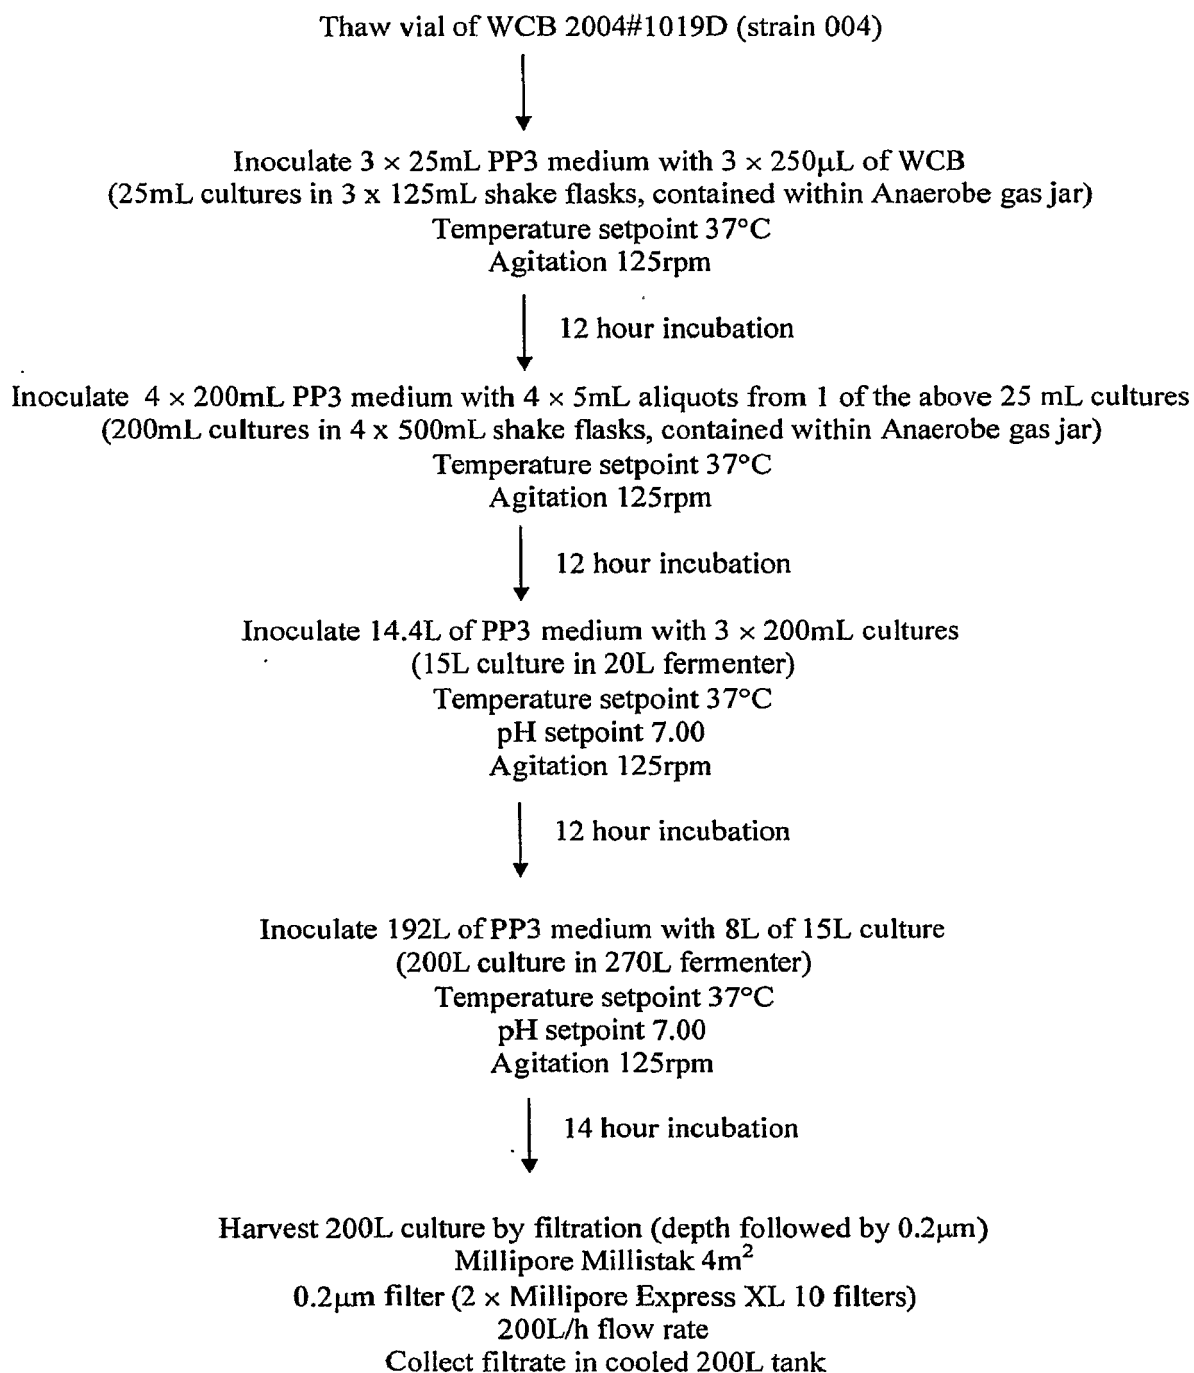 Thaw vial of WCB 2004#1019D (strain 004)
Inoculate 3 × 25mL PP3 medium with 3 × 250µL of WCB
(25mL cultures in 3 x 125mL shake flasks, contained within Anaerobe gas jar)
Temperature setpoint 37°C
Agitation 125rpm
12 hour incubation
Inoculate 4 × 200mL PP3 medium with 4 × 5mL aliquots from 1 of the above 25 mL cultures
(200mL cultures in 4 x 500mL shake flasks, contained within Anaerobe gas jar)
Temperature setpoint 37°C
Agitation 125rpm
12 hour incubation
Inoculate 14.4L of PP3 medium with 3 × 200mL cultures
(15L culture in 20L fermenter)
Temperature setpoint 37°C
pH setpoint 7.00
Agitation 125rpm
12 hour incubation
Inoculate 192L of PP3 medium with 8L of 15L culture
(200L culture in 270L fermenter)
Temperature setpoint 37°C
pH setpoint 7.00
Agitation 125rpm
14 hour incubation
Harvest 200L culture by filtration (depth followed by 0.2µm)
Millipore Millistak 4m²
0.2µm filter (2 × Millipore Express XL 10 filters)
200L/h flow rate
Collect filtrate in cooled 200L tank